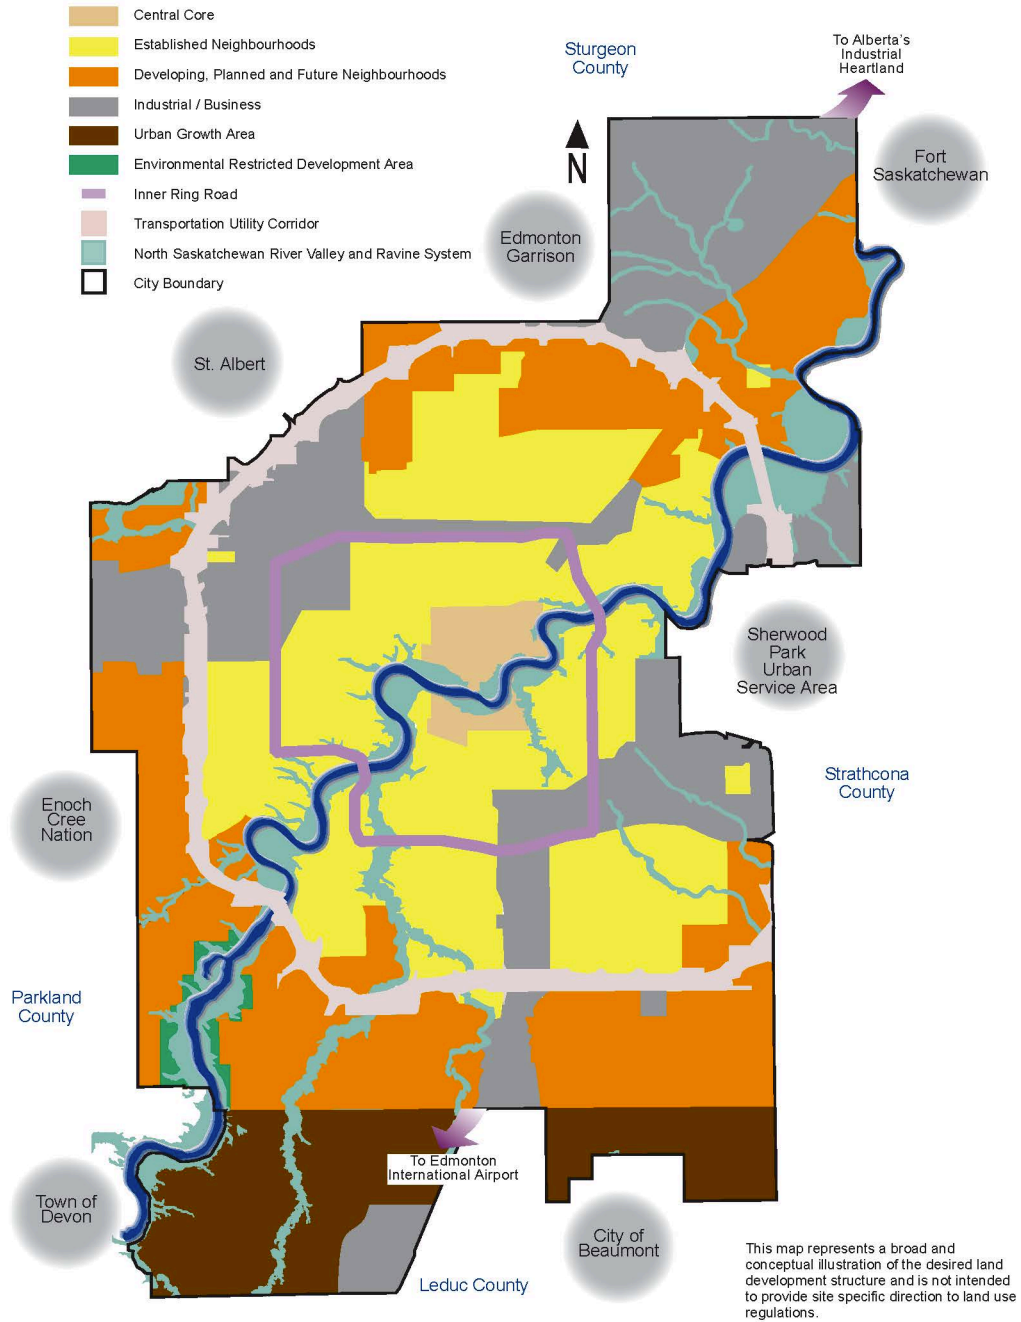 Central Core
Established Neighbourhoods
Developing, Planned and Future Neighbourhoods
Industrial / Business
Urban Growth Area
Environmental Restricted Development Area
Inner Ring Road
Transportation Utility Corridor
North Saskatchewan River Valley and Ravine System
City Boundary
Sturgeon
County
To Alberta's
Industrial
Heartland
N
Fort
Saskatchewan
Edmonton
Garrison
St. Albert
Sherwood
Park
Urban
Service Area
Strathcona
County
Enoch
Cree
Nation
Parkland
County
To Edmonton
International Airport
Town of
Devon
City of
Beaumont
Leduc County
This map represents a broad and
conceptual illustration of the desired land
development structure and is not intended
to provide site specific direction to land use
regulations.